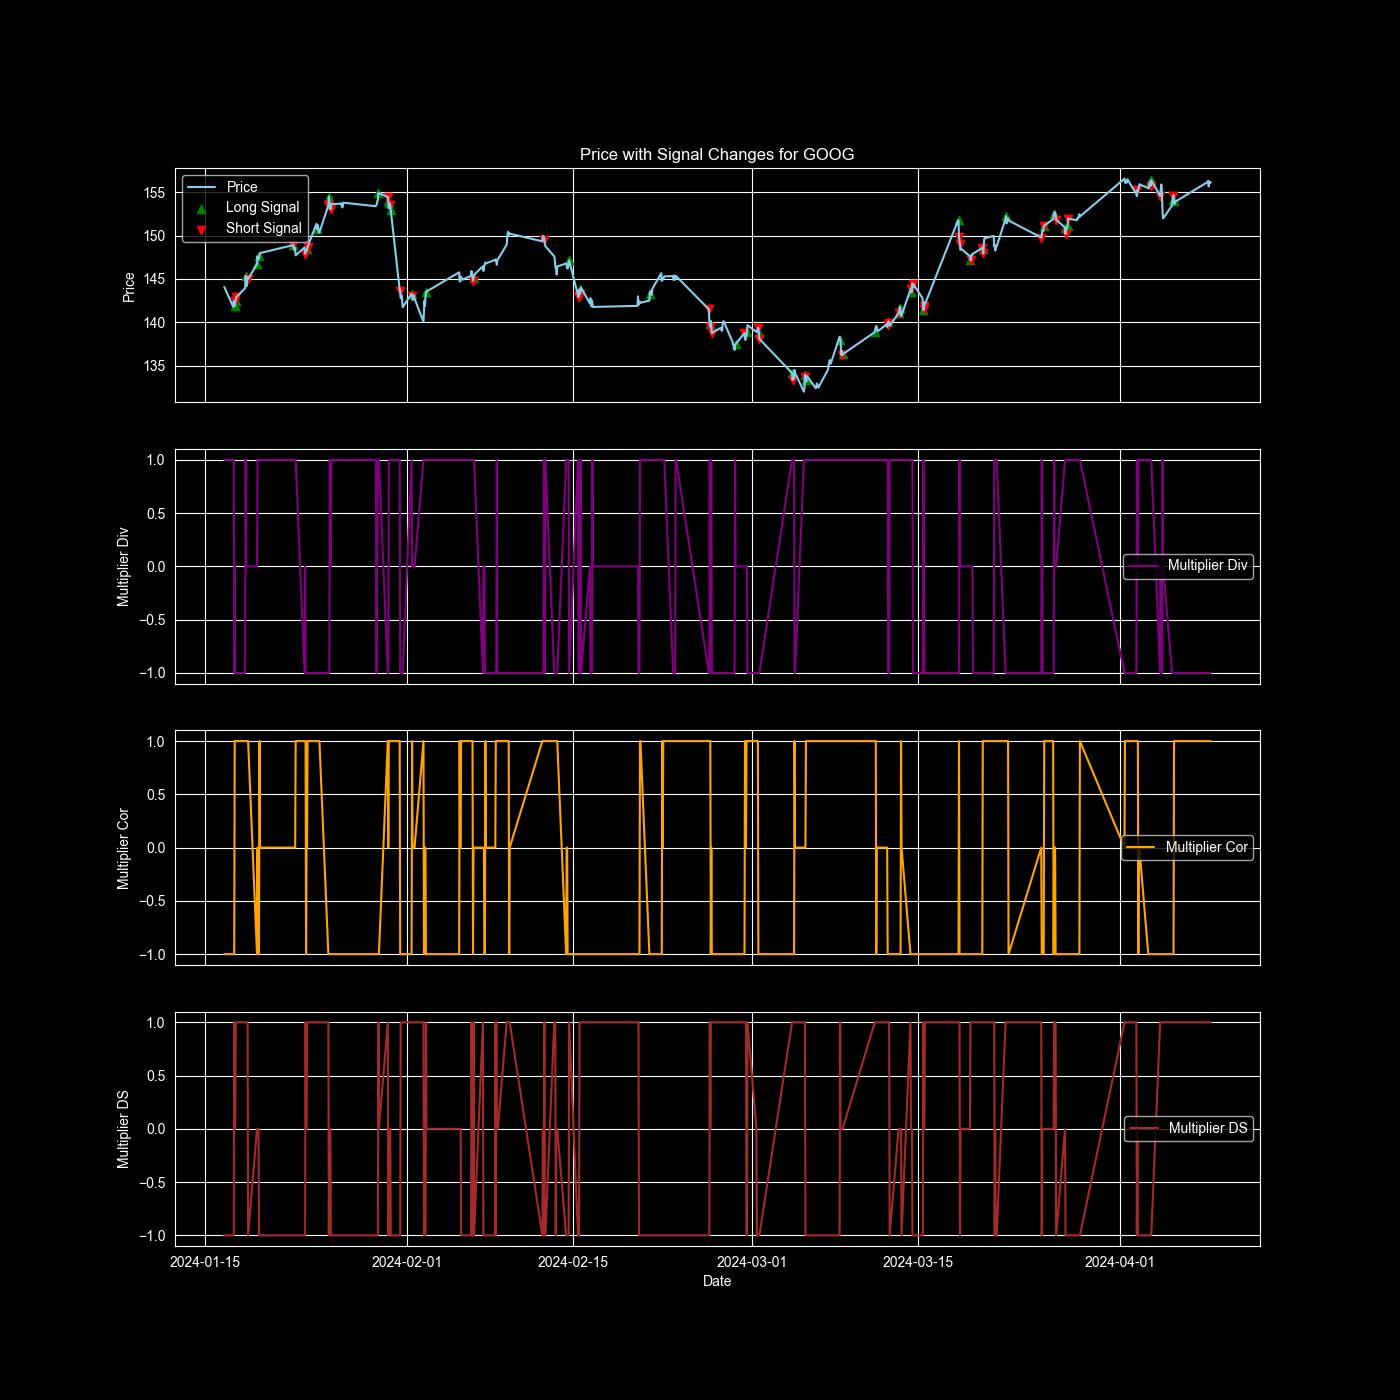 Price with Signal Changes for GOOG
Price
155
150
145
140
135
Price
Long Signal
Short Signal
Multiplier Div
1.0
0.5
0.0
−0.5
−1.0
Multiplier Div
Multiplier Cor
1.0
0.5
0.0
−0.5
−1.0
Multiplier Cor
Multiplier DS
1.0
0.5
0.0
−0.5
−1.0
Multiplier DS
2024-01-15 2024-02-01 2024-02-15 2024-03-01 2024-03-15 2024-04-01
Date